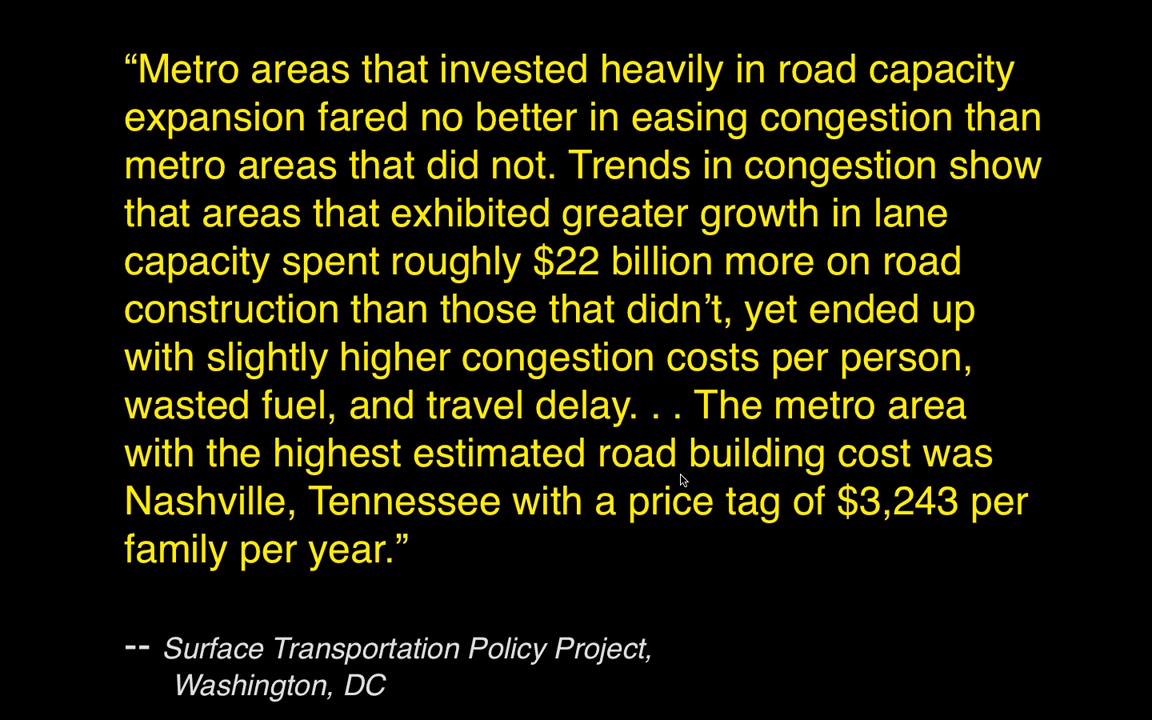 “Metro areas that invested heavily in road capacity
expansion fared no better in easing congestion than
metro areas that did not. Trends in congestion show
that areas that exhibited greater growth in lane
capacity spent roughly $22 billion more on road
construction than those that didn’t, yet ended up
with slightly higher congestion costs per person,
wasted fuel, and travel delay. . . The metro area
with the highest estimated road building cost was
Nashville, Tennessee with a price tag of $3,243 per
family per year.”
-- Surface Transportation Policy Project,
Washington, DC